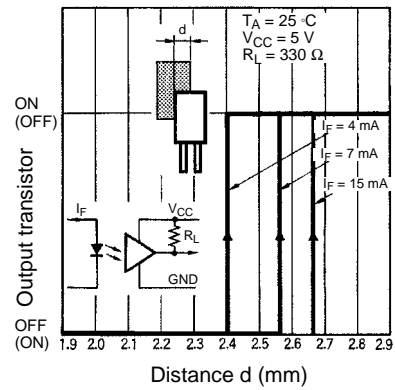 d
T_A = 25 °C
V_CC = 5 V
R_L = 330 Ω
Output transistor
ON
(OFF)
I_F = 4 mA
I_F = 7 mA
I_F = 15 mA
I_F
V_CC
R_L
GND
OFF
(ON)
1.9 2.0 2.1 2.2 2.3 2.4 2.5 2.6 2.7 2.8 2.9
Distance d (mm)